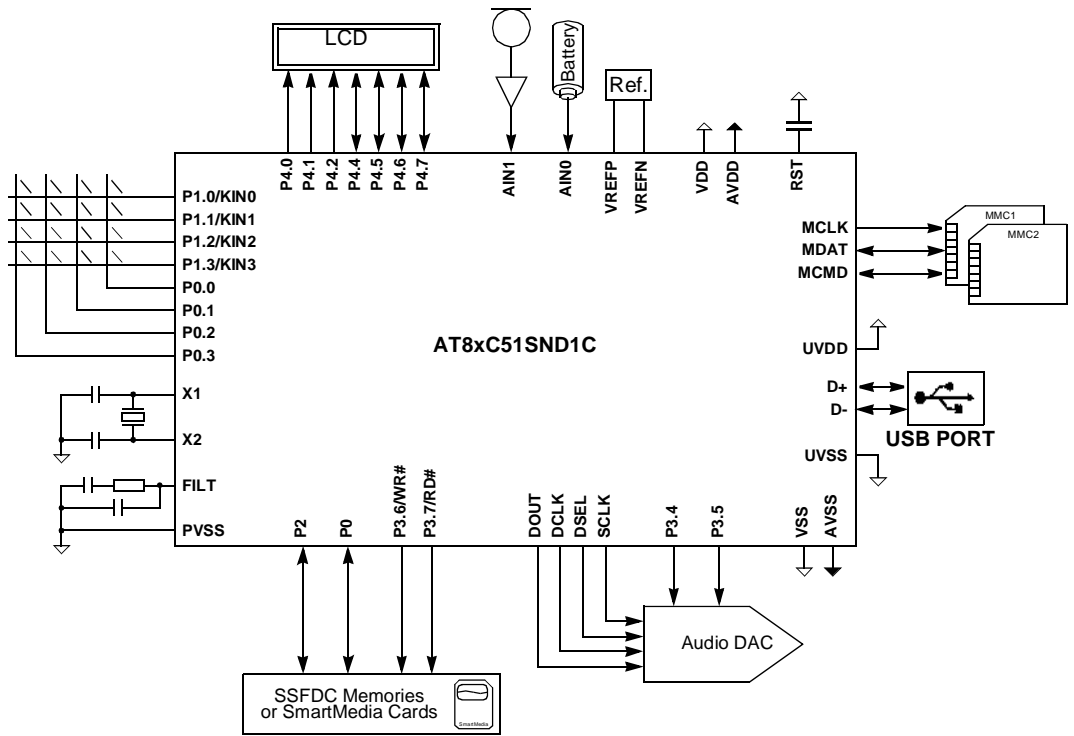 LCD
Battery
Ref.
P4.0
P4.1
P4.2
P4.4
P4.5
P4.6
P4.7
AIN1
AIN0
VREFP
VREFN
VDD
AVDD
RST
P1.0/KIN0
P1.1/KIN1
P1.2/KIN2
P1.3/KIN3
P0.0
P0.1
P0.2
P0.3
X1
X2
FILT
PVSS
AT8xC51SND1C
MCLK
MDAT
MCMD
MMC1
MMC2
UVDD
D+
D-
USB PORT
UVSS
P2
P0
P3.6/WR#
P3.7/RD#
DOUT
DCLK
DSEL
SCLK
P3.4
P3.5
VSS
AVSS
Audio DAC
SSFDC Memories
or SmartMedia Cards
SmartMedia